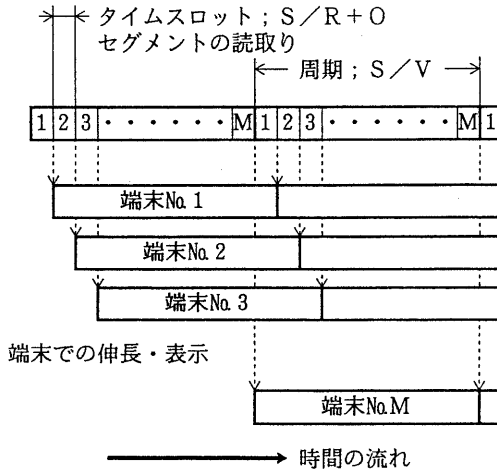 タイムスロット；S／R＋O
セグメントの読取り
周期；S／V
1 2 3 ・・・・・・ M 1 2 3 ・・・・・・ M 1
端末№1
端末№2
端末№3
端末での伸長・表示
端末№M
時間の流れ